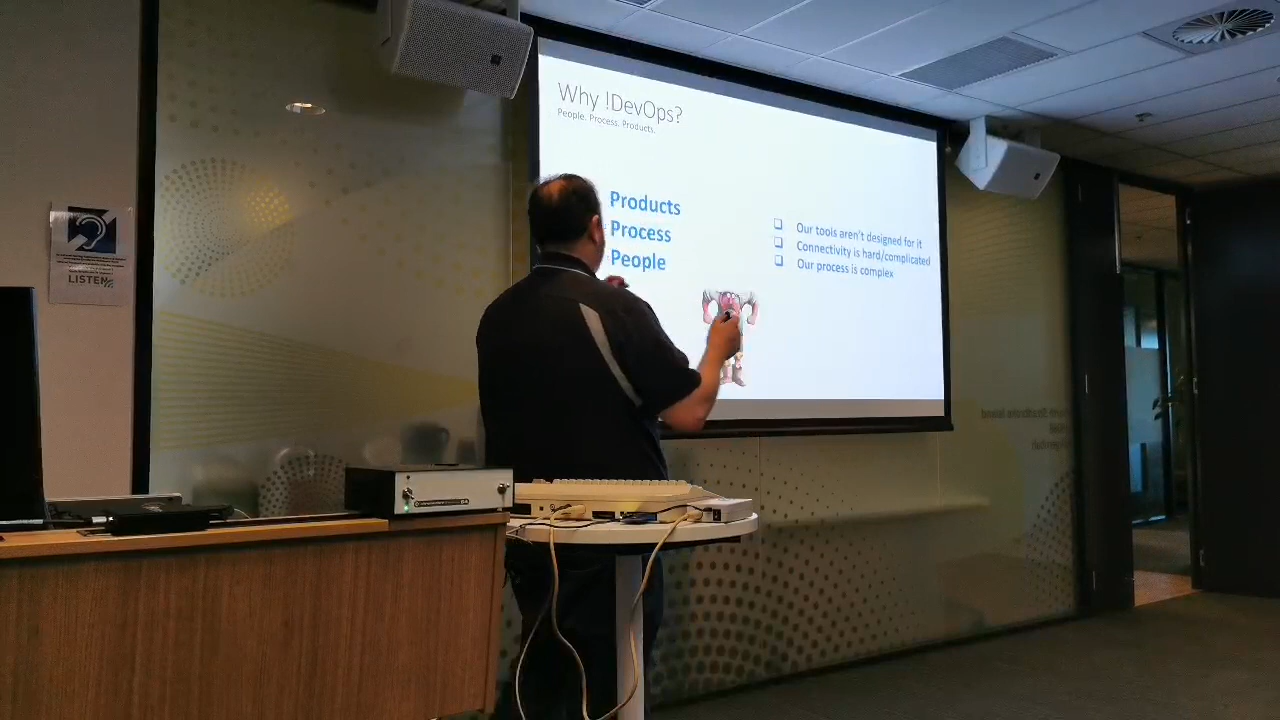 Why !DevOps?
People. Process. Products.
Products
Process
People
Our tools aren't designed for it
Connectivity is hard/complicated
Our process is complex
LISTEN